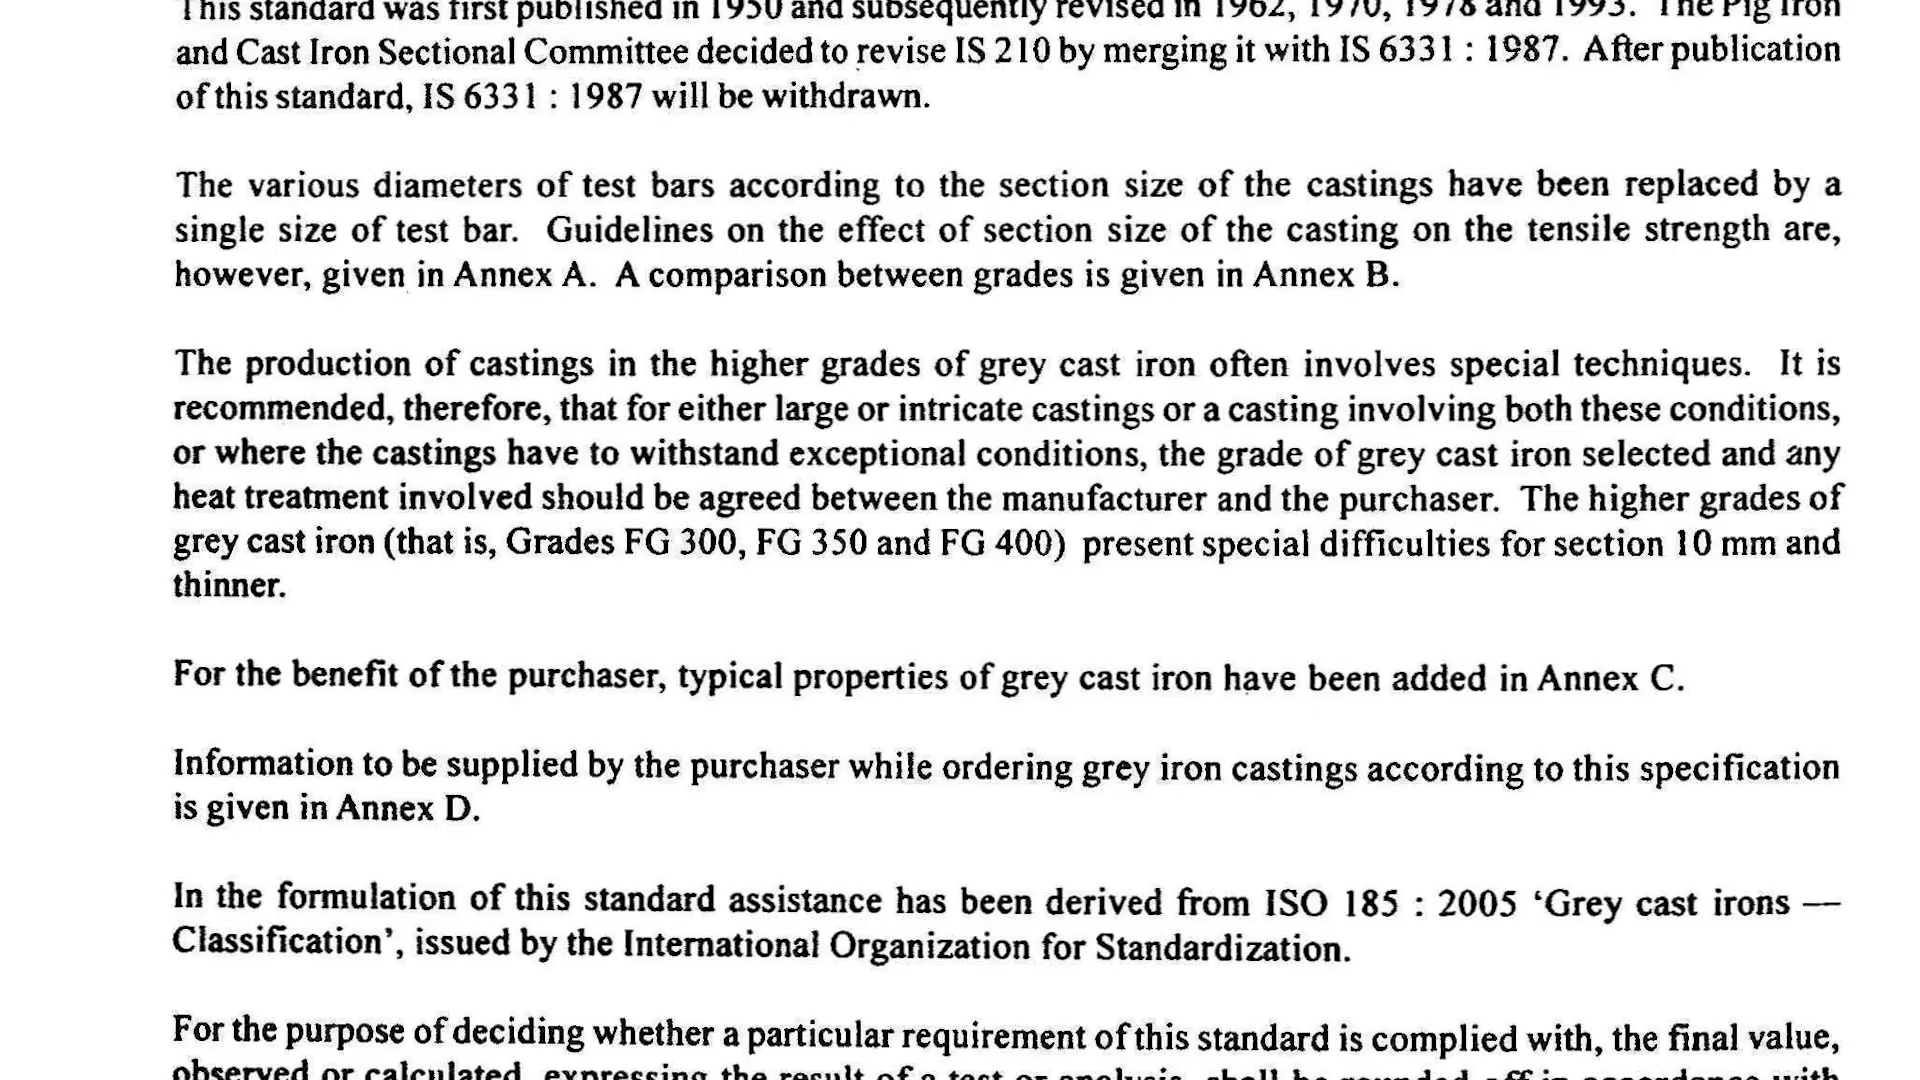 This standard was first published in 1950 and subsequently revised in 1962, 1970, 1978 and 1993. The Pig Iron
and Cast Iron Sectional Committee decided to revise IS 210 by merging it with IS 6331 : 1987. After publication
of this standard, IS 6331 : 1987 will be withdrawn.
The various diameters of test bars according to the section size of the castings have been replaced by a
single size of test bar. Guidelines on the effect of section size of the casting on the tensile strength are,
however, given in Annex A. A comparison between grades is given in Annex B.
The production of castings in the higher grades of grey cast iron often involves special techniques. It is
recommended, therefore, that for either large or intricate castings or a casting involving both these conditions,
or where the castings have to withstand exceptional conditions, the grade of grey cast iron selected and any
heat treatment involved should be agreed between the manufacturer and the purchaser. The higher grades of
grey cast iron (that is, Grades FG 300, FG 350 and FG 400) present special difficulties for section 10 mm and
thinner.
For the benefit of the purchaser, typical properties of grey cast iron have been added in Annex C.
Information to be supplied by the purchaser while ordering grey iron castings according to this specification
is given in Annex D.
In the formulation of this standard assistance has been derived from ISO 185 : 2005 ‘Grey cast irons —
Classification’, issued by the International Organization for Standardization.
For the purpose of deciding whether a particular requirement of this standard is complied with, the final value,
observed or calculated, expressing the result of a test or analysis, shall be rounded off in accordance with